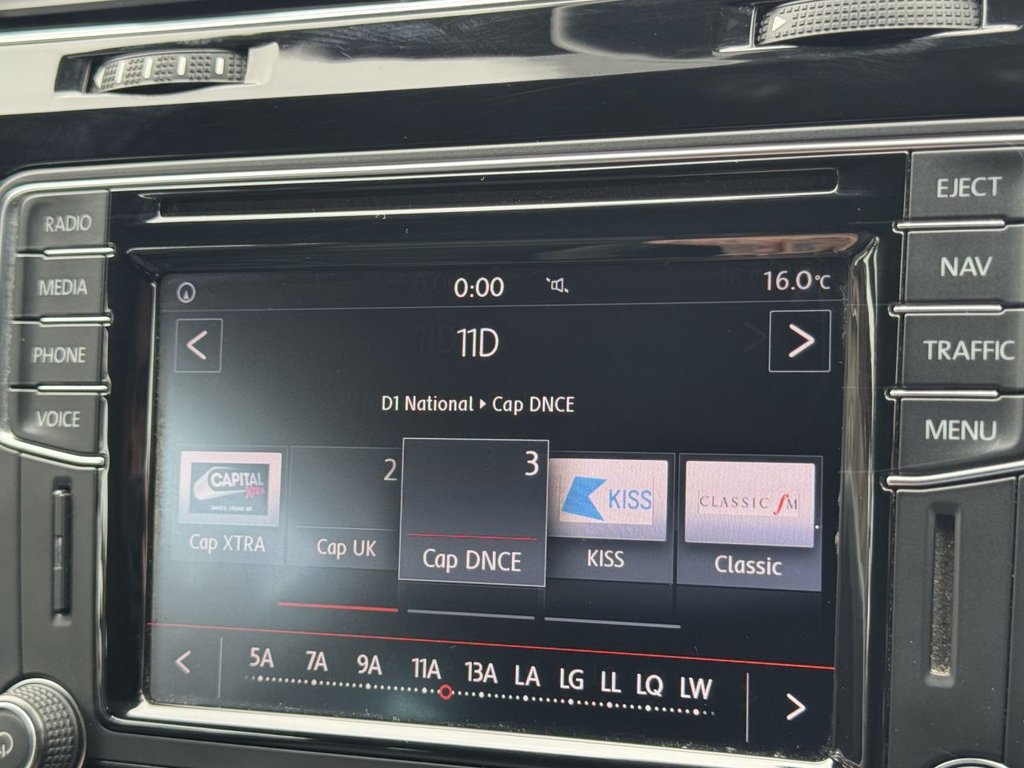 RADIO
MEDIA
PHONE
VOICE
EJECT
NAV
TRAFFIC
MENU
0:00 16.0°C
11D
D1 National ▸ Cap DNCE
CAPITAL
XTRA
2
3
KISS
CLASSIC fM
Cap XTRA
Cap UK
Cap DNCE
KISS
Classic
5A 7A 9A 11A 13A LA LG LL LQ LW